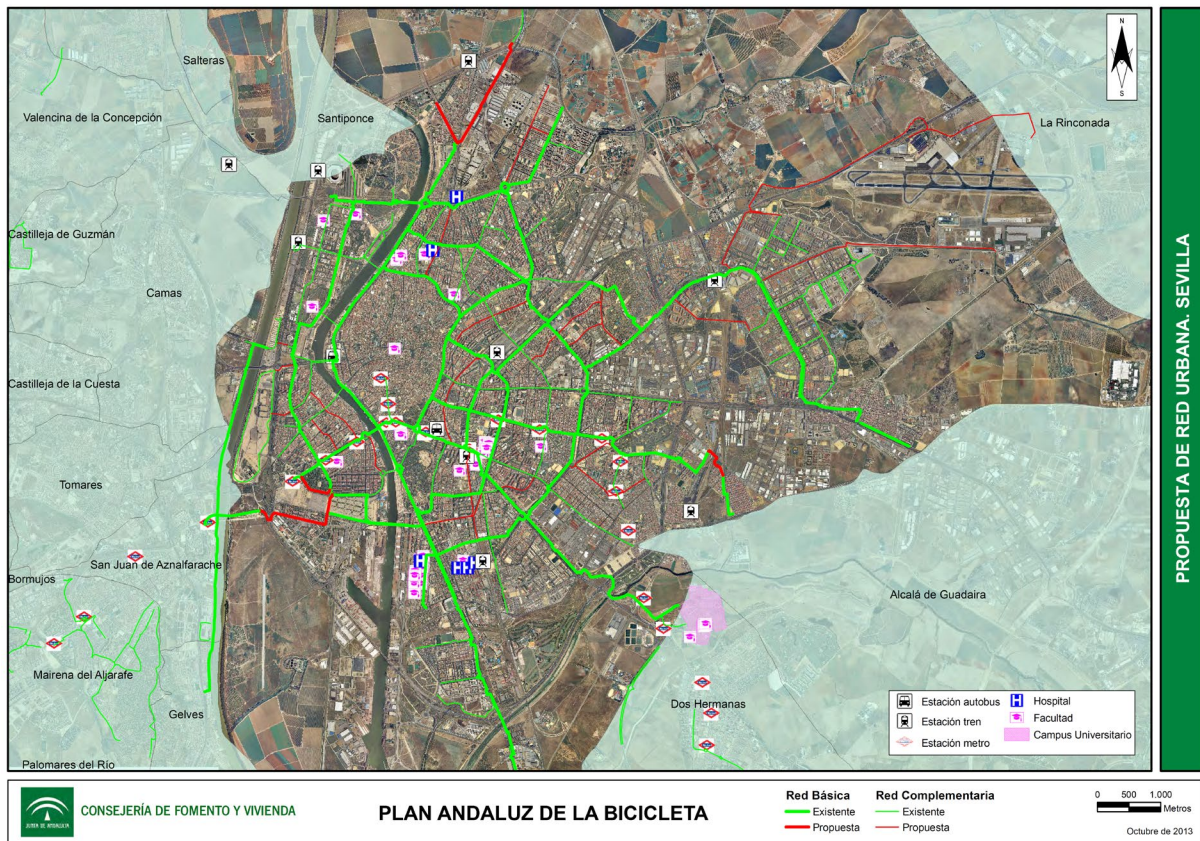 N
S
Salteras
Valencina de la Concepción
Santiponce
La Rinconada
Castilleja de Guzmán
Camas
Castilleja de la Cuesta
Tomares
San Juan de Aznalfarache
Bormujos
Alcalá de Guadaira
Mairena del Aljarafe
Gelves
Dos Hermanas
Palomares del Río
Estación autobus
Estación tren
Estación metro
Hospital
Facultad
Campus Universitario
PROPUESTA DE RED URBANA. SEVILLA
JUNTA DE ANDALUCIA
CONSEJERÍA DE FOMENTO Y VIVIENDA
PLAN ANDALUZ DE LA BICICLETA
Red Básica
Existente
Propuesta
Red Complementaria
Existente
Propuesta
0 500 1.000
Metros
Octubre de 2013